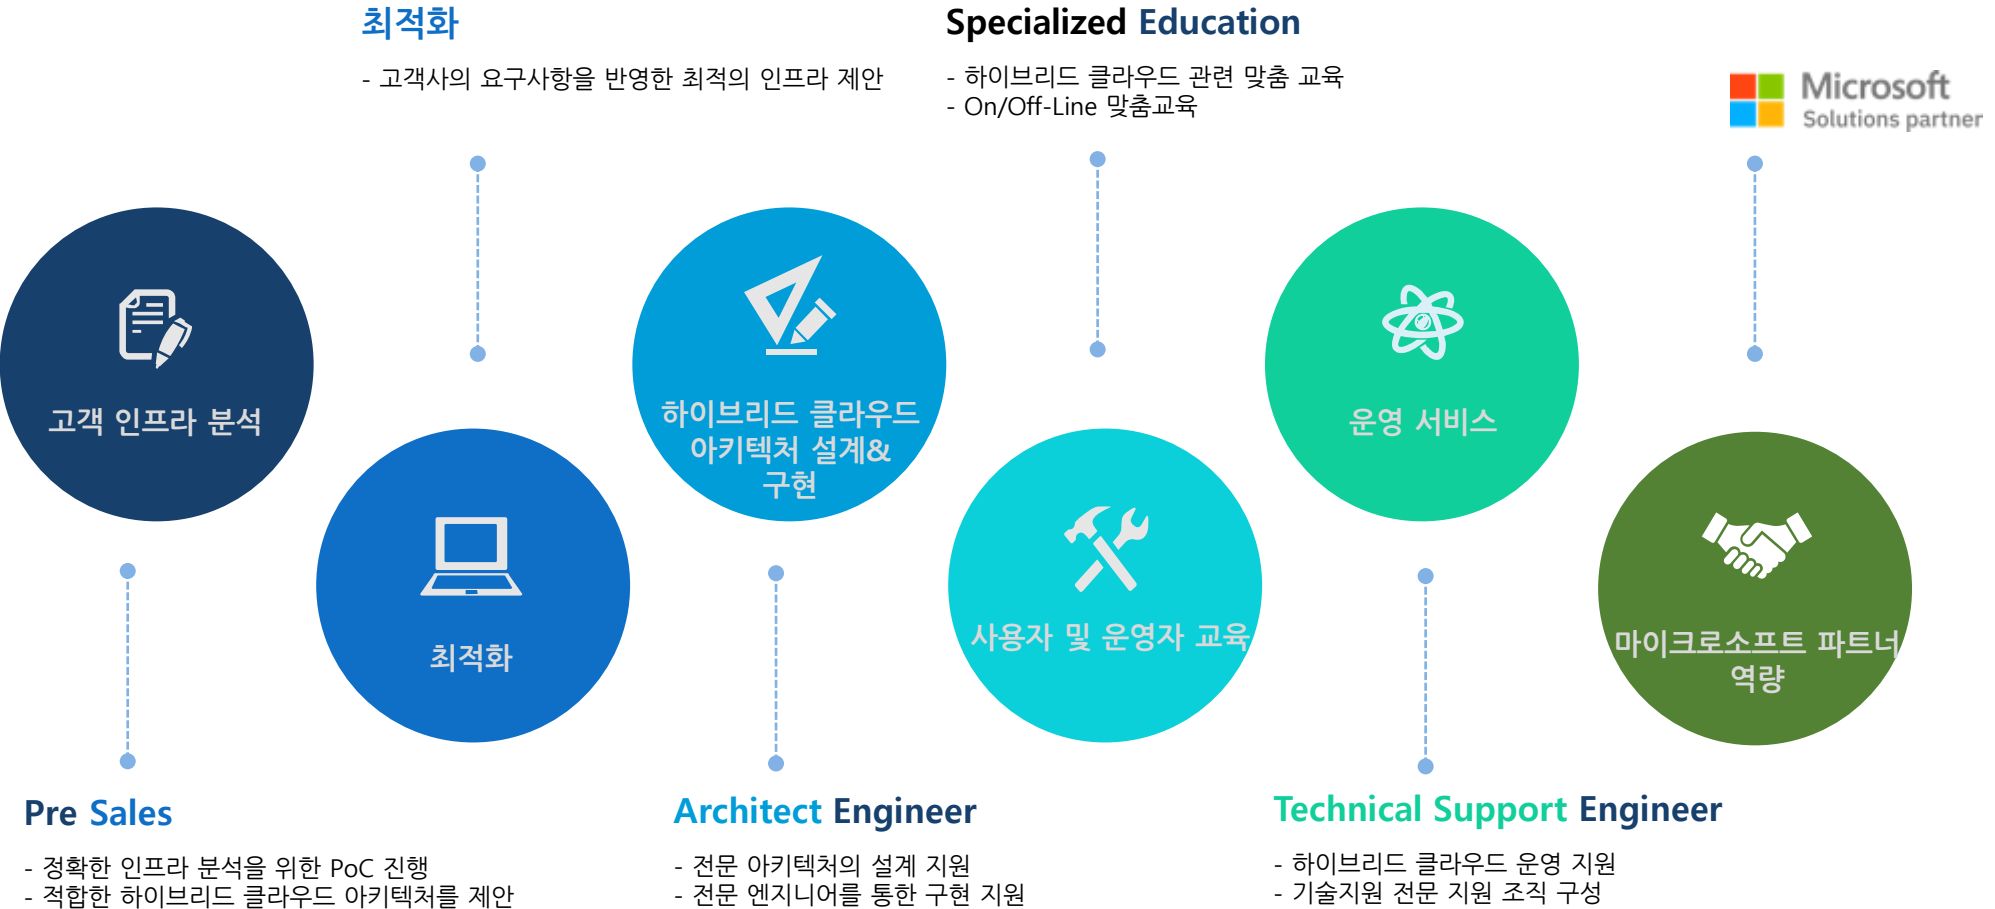 최적화
- 고객사의 요구사항을 반영한 최적의 인프라 제안
Specialized Education
- 하이브리드 클라우드 관련 맞춤 교육
- On/Off-Line 맞춤교육
Microsoft
Solutions partner
고객 인프라 분석
최적화
하이브리드 클라우드
아키텍처 설계&
구현
사용자 및 운영자 교육
운영 서비스
마이크로소프트 파트너
역량
Pre Sales
- 정확한 인프라 분석을 위한 PoC 진행
- 적합한 하이브리드 클라우드 아키텍처를 제안
Architect Engineer
- 전문 아키텍처의 설계 지원
- 전문 엔지니어를 통한 구현 지원
Technical Support Engineer
- 하이브리드 클라우드 운영 지원
- 기술지원 전문 지원 조직 구성